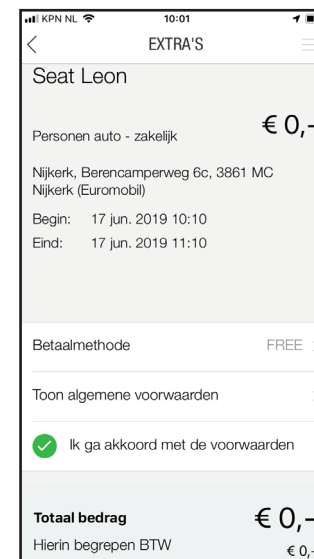 KPN NL 10:01
EXTRA'S
Seat Leon
€ 0,-
Personen auto - zakelijk
Nijkerk, Berencamperweg 6c, 3861 MC
Nijkerk (Euromobil)
Begin: 17 jun. 2019 10:10
Eind: 17 jun. 2019 11:10
Betaalmethode FREE
Toon algemene voorwaarden
Ik ga akkoord met de voorwaarden
Totaal bedrag € 0,-
Hierin begrepen BTW € 0,-